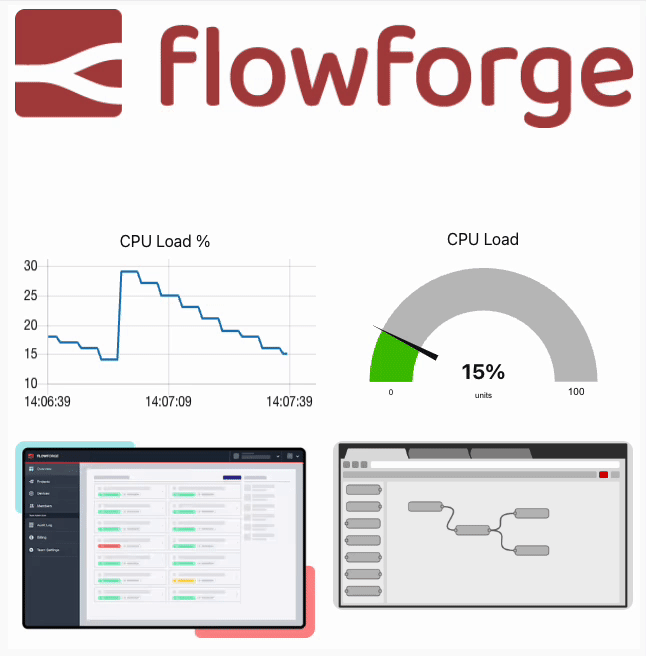 flowforge
CPU Load %
30
25
20
15
10
14:06:39
14:07:09
14:07:39
CPU Load
15%
units
0
100
FLOWFORGE
Overview
Projects
Devices
Members
Audit Log
Billing
Team Settings